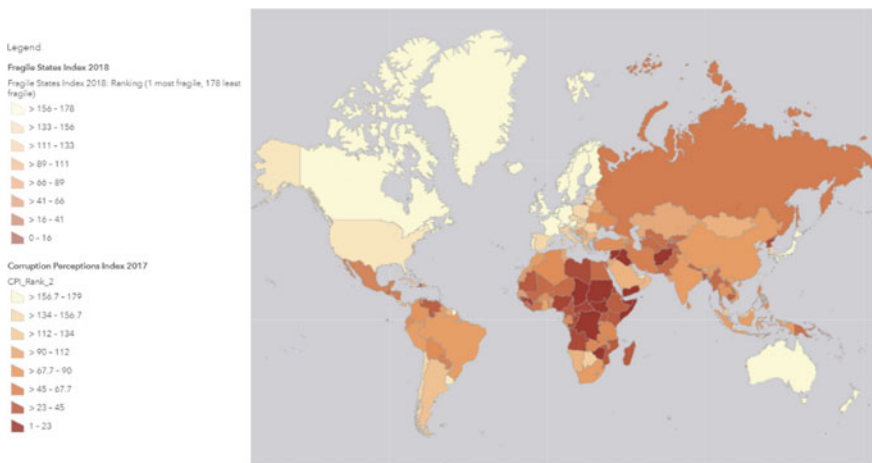 Legend
Fragile States Index 2018
Fragile States Index 2018: Ranking (1 most fragile, 178 least
fragile)
> 156 - 178
> 133 - 156
> 111 - 133
> 89 - 111
> 66 - 89
> 41 - 66
> 16 - 41
0 - 16
Corruption Perceptions Index 2017
CPI_Rank_2
> 156.7 - 179
> 134 - 156.7
> 112 - 134
> 90 - 112
> 67.7 - 90
> 45 - 67.7
> 23 - 45
1 - 23